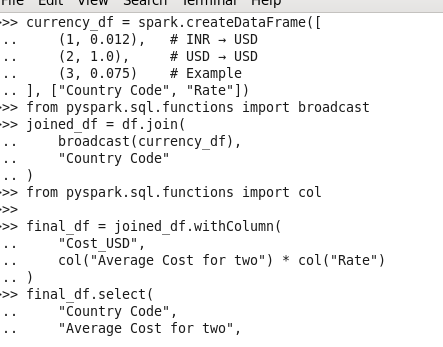 File Edit View Search Terminal Help
>>> currency_df = spark.createDataFrame([
..     (1, 0.012),   # INR → USD
..     (2, 1.0),     # USD → USD
..     (3, 0.075)    # Example
.. ], ["Country Code", "Rate"])
>>> from pyspark.sql.functions import broadcast
>>> joined_df = df.join(
..     broadcast(currency_df),
..     "Country Code"
.. )
>>> from pyspark.sql.functions import col
>>>
>>> final_df = joined_df.withColumn(
..     "Cost_USD",
..     col("Average Cost for two") * col("Rate")
.. )
>>> final_df.select(
..     "Country Code",
..     "Average Cost for two",